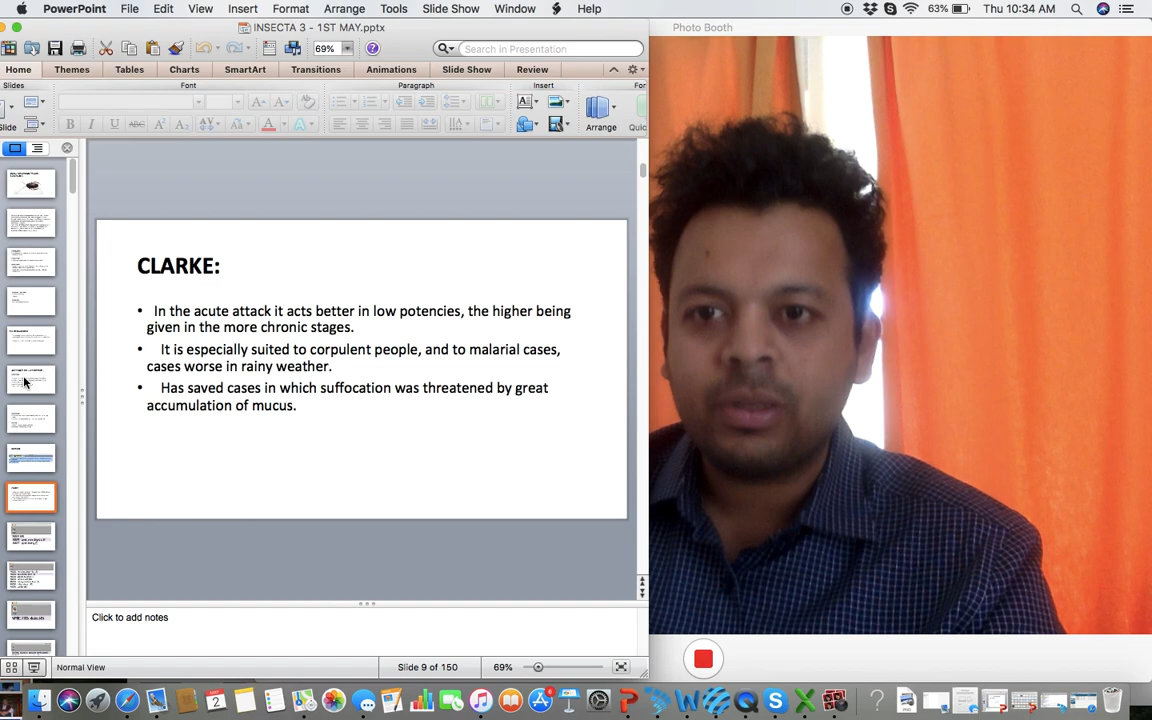 PowerPoint File Edit View Insert Format Arrange Tools Slide Show Window Help 63% Thu 10:34 AM
INSECTA 3 - 1ST MAY.pptx
Photo Booth
69% Search in Presentation
Home Themes Tables Charts SmartArt Transitions Animations Slide Show Review
Slides Font Paragraph Insert
Slide
B I U ABC A2 A2 Aa A A
Arrange
CLARKE:
• In the acute attack it acts better in low potencies, the higher being
given in the more chronic stages.
• It is especially suited to corpulent people, and to malarial cases,
cases worse in rainy weather.
• Has saved cases in which suffocation was threatened by great
accumulation of mucus.
Click to add notes
Normal View Slide 9 of 150 69%